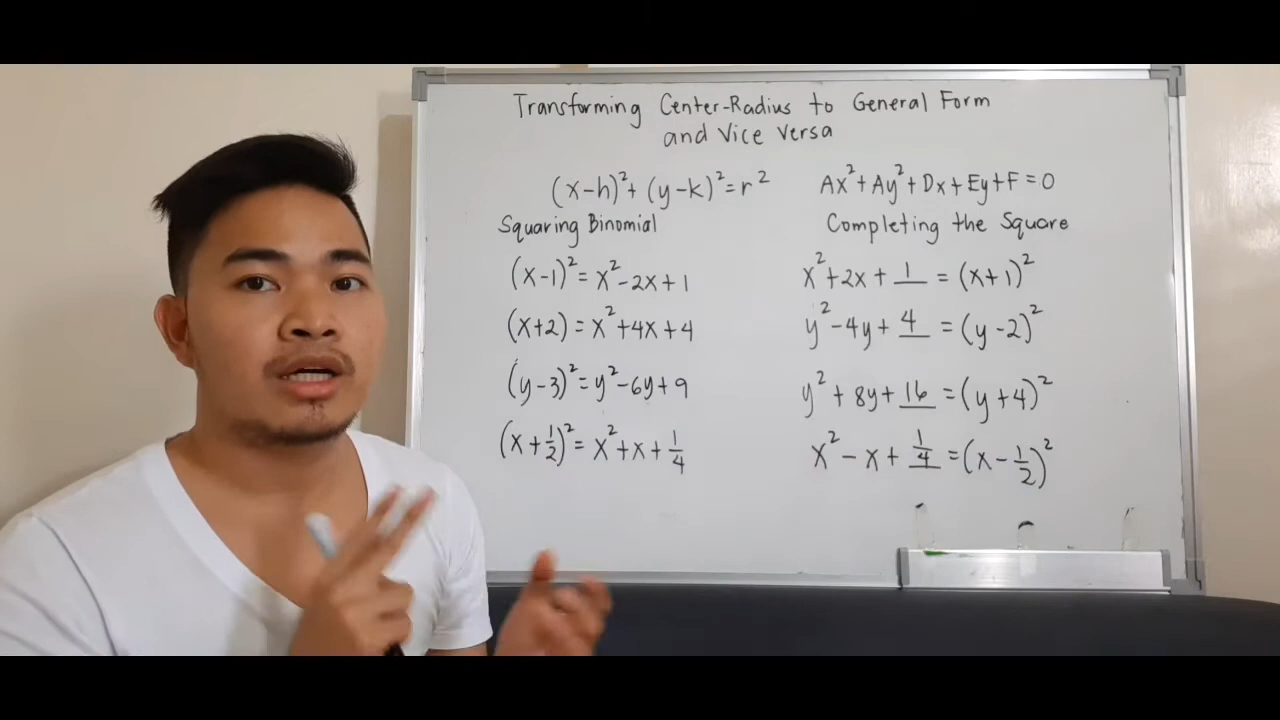 Transforming Center-Radius to General Form
and Vice Versa
(x-h)²+(y-k)²=r²
Ax²+Ay²+Dx+Ey+F=0
Squaring Binomial
(x-1)²=x²-2x+1
(x+2)=x²+4x+4
(y-3)²=y²-6y+9
(x+1/2)²=x²+x+1/4
Completing the Square
x²+2x+1=(x+1)²
y²-4y+4=(y-2)²
y²+8y+16=(y+4)²
x²-x+1/4=(x-1/2)²